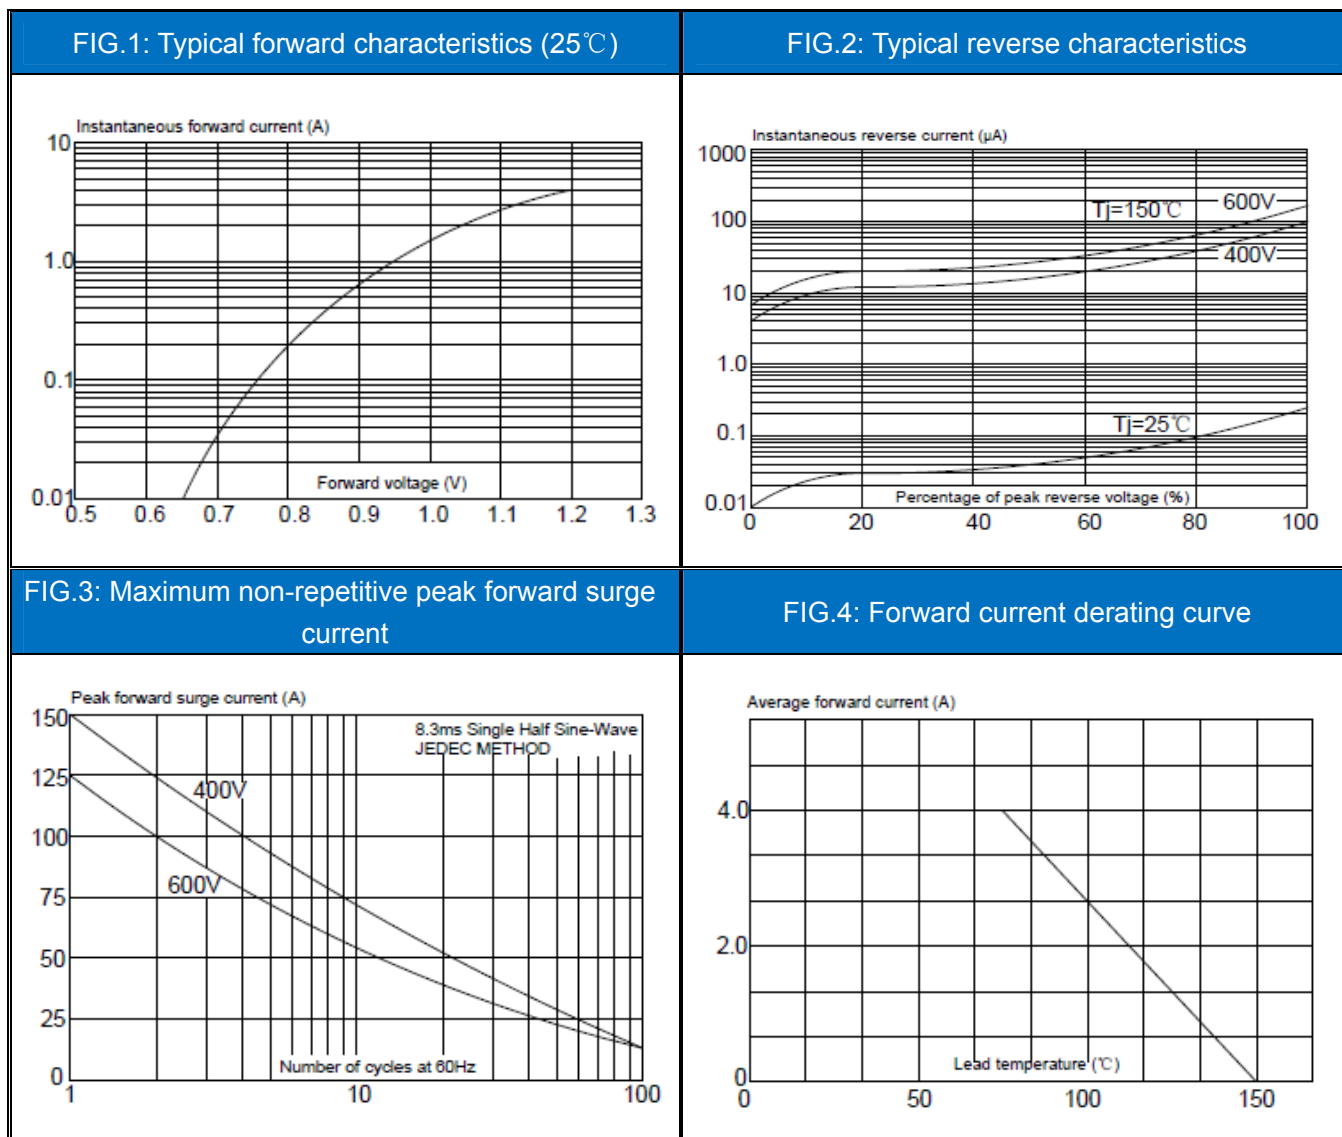 FIG.1: Typical forward characteristics (25℃)
FIG.2: Typical reverse characteristics
Instantaneous forward current (A)
10
1.0
0.1
0.01
Forward voltage (V)
0.5 0.6 0.7 0.8 0.9 1.0 1.1 1.2 1.3
Instantaneous reverse current (μA)
1000
100
10
1.0
0.1
0.01
Tj=150℃
600V
400V
Tj=25℃
Percentage of peak reverse voltage (%)
0 20 40 60 80 100
FIG.3: Maximum non-repetitive peak forward surge
current
FIG.4: Forward current derating curve
Peak forward surge current (A)
150
125
100
75
50
25
0
8.3ms Single Half Sine-Wave
JEDEC METHOD
400V
600V
Number of cycles at 60Hz
1 10 100
Average forward current (A)
4.0
2.0
0
Lead temperature (℃)
0 50 100 150